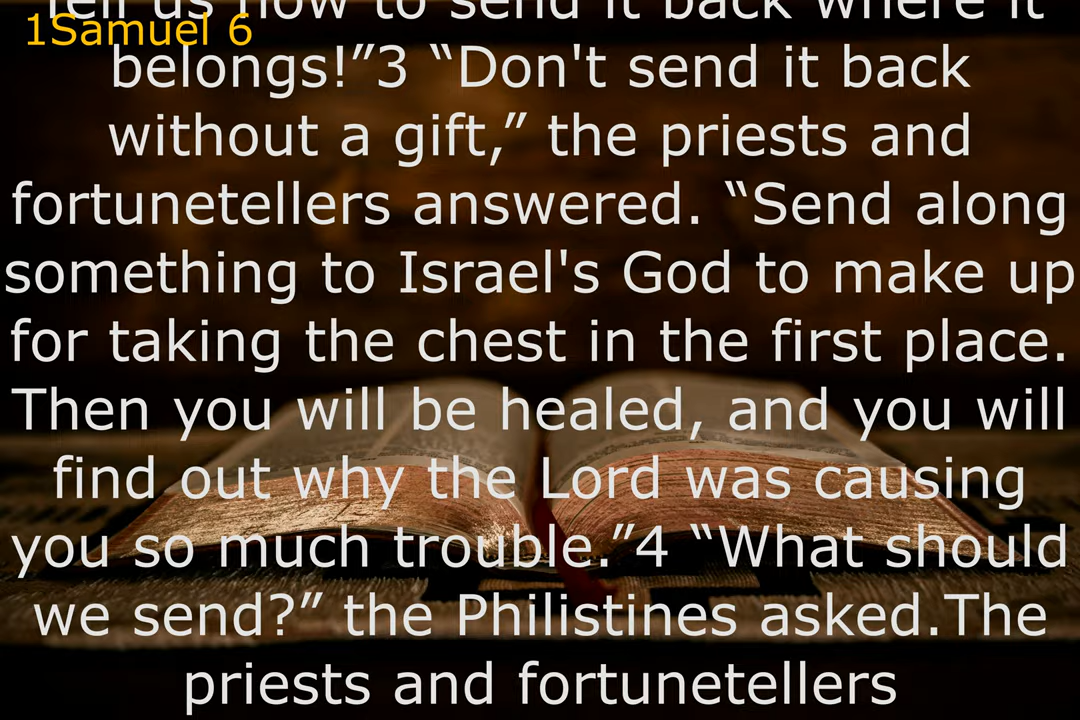 Tell us how to send it back where it
1Samuel 6
belongs!”3 “Don't send it back
without a gift,” the priests and
fortunetellers answered. “Send along
something to Israel's God to make up
for taking the chest in the first place.
Then you will be healed, and you will
find out why the Lord was causing
you so much trouble.”4 “What should
we send?” the Philistines asked.The
priests and fortunetellers